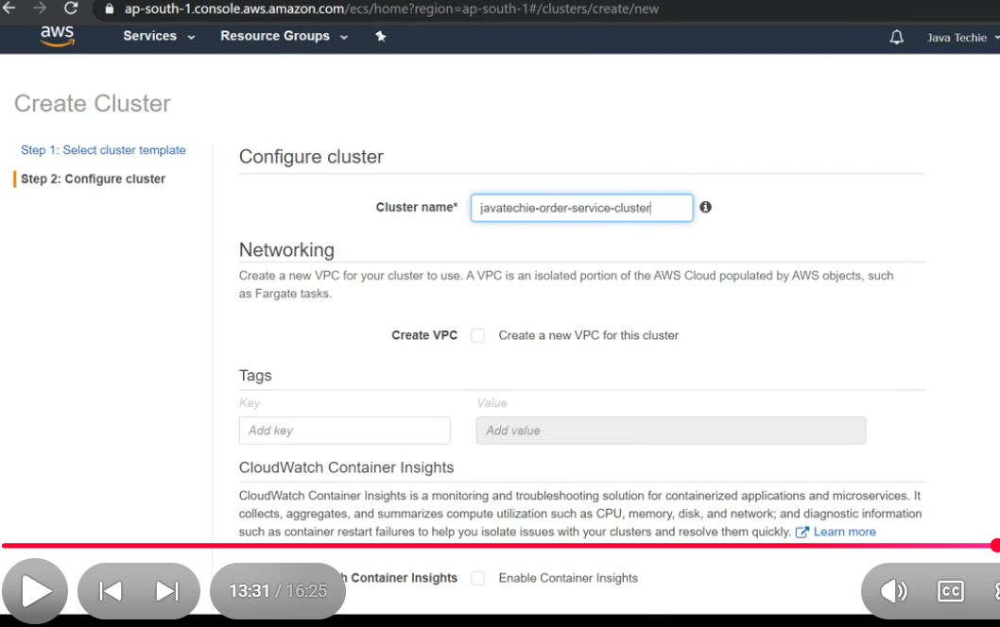 ap-south-1.console.aws.amazon.com/ecs/home?region=ap-south-1#/clusters/create/new
aws Services Resource Groups Java Techie
Create Cluster
Step 1: Select cluster template
Step 2: Configure cluster
Configure cluster
Cluster name* javatechie-order-service-cluster
Networking
Create a new VPC for your cluster to use. A VPC is an isolated portion of the AWS Cloud populated by AWS objects, such
as Fargate tasks.
Create VPC Create a new VPC for this cluster
Tags
Key Value
Add key Add value
CloudWatch Container Insights
CloudWatch Container Insights is a monitoring and troubleshooting solution for containerized applications and microservices. It
collects, aggregates, and summarizes compute utilization such as CPU, memory, disk, and network; and diagnostic information
such as container restart failures to help you isolate issues with your clusters and resolve them quickly. Learn more
Container Insights Enable Container Insights
13:31 / 16:25
CC